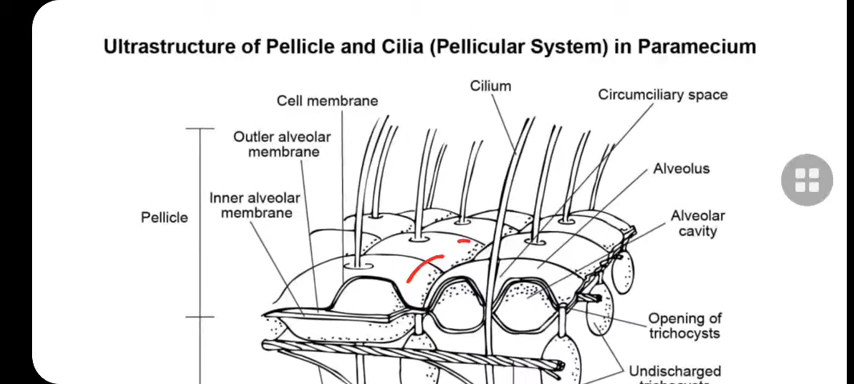 Ultrastructure of Pellicle and Cilia (Pellicular System) in Paramecium
Cilium
Cell membrane
Circumciliary space
Outler alveolar
membrane
Alveolus
Inner alveolar
membrane
Pellicle
Alveolar
cavity
Opening of
trichocysts
Undischarged
trichocysts